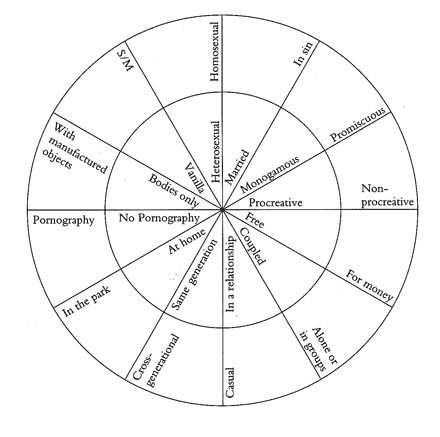 Homosexual
Heterosexual
In sin
Married
Promiscuous
Monogamous
Non-
procreative
Procreative
For money
Free
Alone or
in groups
Coupled
Casual
In a relationship
Cross-
generational
Same generation
In the park
At home
Pornography
No Pornography
With
manufactured
objects
Bodies only
S/M
Vanilla